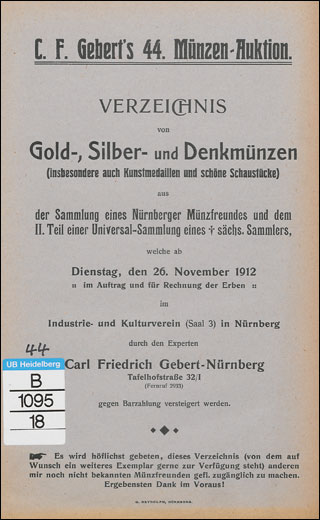 C. F. Gebert's 44. Münzen-Auktion.
VERZEICHNIS
von
Gold-, Silber- und Denkmünzen
(insbesondere auch Kunstmedaillen und schöne Schaustücke)
aus
der Sammlung eines Nürnberger Münzfreundes und dem
II. Teil einer Universal-Sammlung eines † sächs. Sammlers,
welche ab
Dienstag, den 26. November 1912
:: im Auftrag und für Rechnung der Erben ::
im
Industrie- und Kulturverein (Saal 3) in Nürnberg
durch den Experten
44
Carl Friedrich Gebert-Nürnberg
UB Heidelberg
Tafelhofstraße 32/I
B
(Fernruf 2933)
1095
18
gegen Barzahlung versteigert werden.
☛ Es wird höflichst gebeten, dieses Verzeichnis (von dem auf
Wunsch ein weiteres Exemplar gerne zur Verfügung steht) anderen
mir noch nicht bekannten Münzfreunden gefl. zugänglich zu machen.
Ergebensten Dank im Voraus!